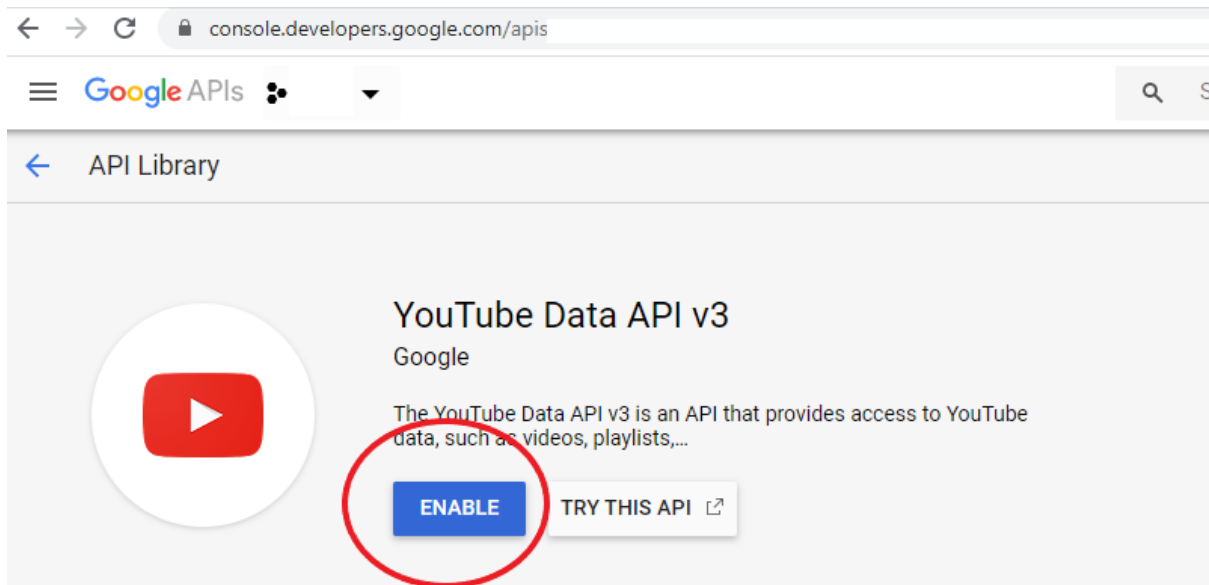 console.developers.google.com/apis
Google APIs
API Library
YouTube Data API v3
Google
The YouTube Data API v3 is an API that provides access to YouTube
data, such as videos, playlists,...
ENABLE TRY THIS API